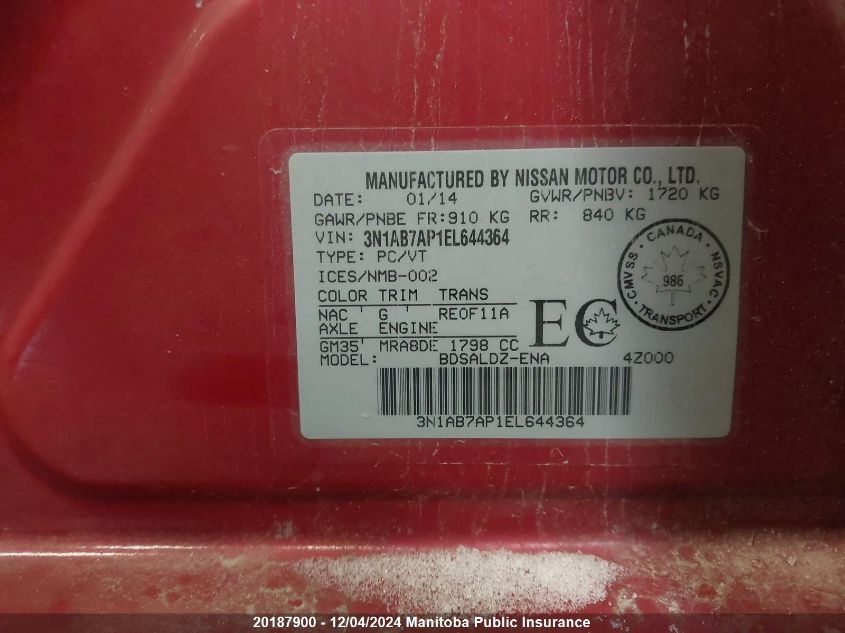 MANUFACTURED BY NISSAN MOTOR CO., LTD.
DATE: 01/14 GVWR/PNBV: 1720 KG
GAWR/PNBE FR: 910 KG RR: 840 KG
VIN: 3N1AB7AP1EL644364
TYPE: PC/VT
ICES/NMB-002
COLOR TRIM TRANS
NAC ' G ' RE0F11A
AXLE ENGINE
GM35' MRA8DE 1798 CC
MODEL: BDSALDZ-ENA 4Z000
EC
CANADA
CMVSS · NSVAC
986
TRANSPORT
3N1AB7AP1EL644364
20187900 - 12/04/2024 Manitoba Public Insurance